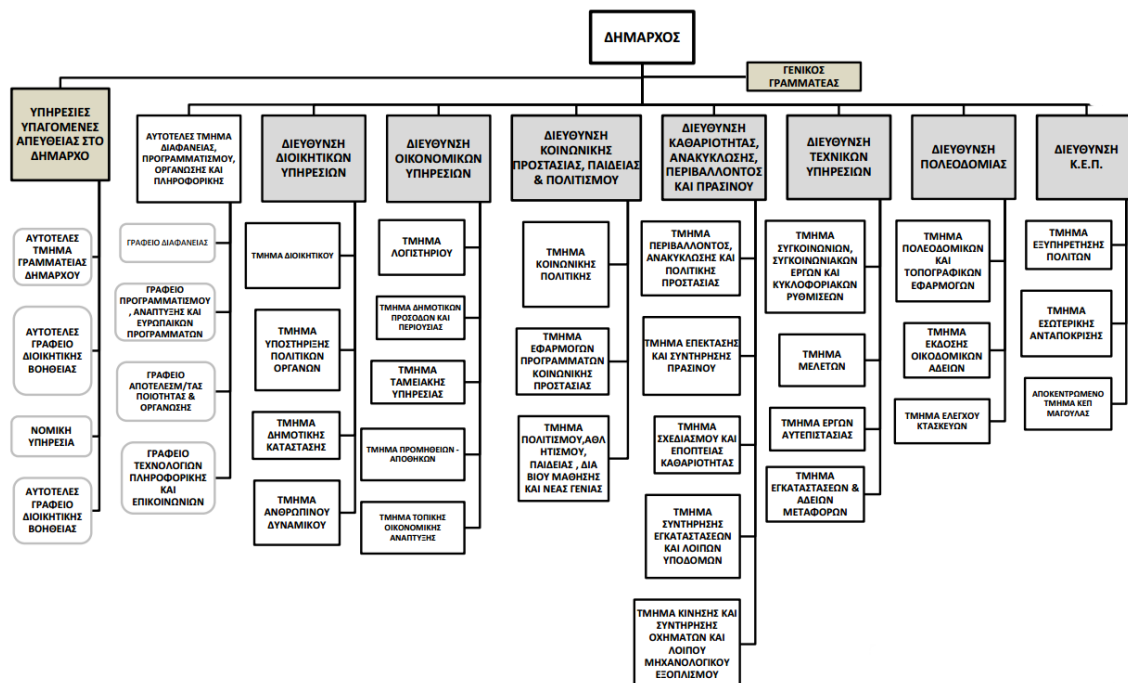 ΔΗΜΑΡΧΟΣ
ΓΕΝΙΚΟΣ
ΓΡΑΜΜΑΤΕΑΣ
ΥΠΗΡΕΣΙΕΣ
ΥΠΑΓΟΜΕΝΕΣ
ΑΠΕΥΘΕΙΑΣ ΣΤΟ
ΔΗΜΑΡΧΟ
ΑΥΤΟΤΕΛΕΣ
ΤΜΗΜΑ
ΓΡΑΜΜΑΤΕΙΑΣ
ΔΗΜΑΡΧΟΥ
ΑΥΤΟΤΕΛΕΣ
ΓΡΑΦΕΙΟ
ΔΙΟΙΚΗΤΙΚΗΣ
ΒΟΗΘΕΙΑΣ
ΝΟΜΙΚΗ
ΥΠΗΡΕΣΙΑ
ΑΥΤΟΤΕΛΕΣ
ΓΡΑΦΕΙΟ
ΔΙΟΙΚΗΤΙΚΗΣ
ΒΟΗΘΕΙΑΣ
ΑΥΤΟΤΕΛΕΣ ΤΜΗΜΑ
ΔΙΑΦΑΝΕΙΑΣ,
ΠΡΟΓΡΑΜΜΑΤΙΣΜΟΥ,
ΟΡΓΑΝΩΣΗΣ ΚΑΙ
ΠΛΗΡΟΦΟΡΙΚΗΣ
ΓΡΑΦΕΙΟ ΔΙΑΦΑΝΕΙΑΣ
ΓΡΑΦΕΙΟ
ΠΡΟΓΡΑΜΜΑΤΙΣΜΟΥ
, ΑΝΑΠΤΥΞΗΣ ΚΑΙ
ΕΥΡΩΠΑΙΚΩΝ
ΠΡΟΓΡΑΜΜΑΤΩΝ
ΓΡΑΦΕΙΟ
ΑΠΟΤΕΛΕΣΜ/ΤΑΣ
ΠΟΙΟΤΗΤΑΣ &
ΟΡΓΑΝΩΣΗΣ
ΓΡΑΦΕΙΟ
ΤΕΧΝΟΛΟΓΙΩΝ
ΠΛΗΡΟΦΟΡΙΚΗΣ
ΚΑΙ
ΕΠΙΚΟΙΝΩΝΙΩΝ
ΔΙΕΥΘΥΝΣΗ
ΔΙΟΙΚΗΤΙΚΩΝ
ΥΠΗΡΕΣΙΩΝ
ΤΜΗΜΑ ΔΙΟΙΚΗΤΙΚΟΥ
ΤΜΗΜΑ
ΥΠΟΣΤΗΡΙΞΗΣ
ΠΟΛΙΤΙΚΩΝ
ΟΡΓΑΝΩΝ
ΤΜΗΜΑ
ΔΗΜΟΤΙΚΗΣ
ΚΑΤΑΣΤΑΣΗΣ
ΤΜΗΜΑ
ΑΝΘΡΩΠΙΝΟΥ
ΔΥΝΑΜΙΚΟΥ
ΔΙΕΥΘΥΝΣΗ
ΟΙΚΟΝΟΜΙΚΩΝ
ΥΠΗΡΕΣΙΩΝ
ΤΜΗΜΑ
ΛΟΓΙΣΤΗΡΙΟΥ
ΤΜΗΜΑ ΔΗΜΟΤΙΚΩΝ
ΠΡΟΣΟΔΩΝ ΚΑΙ
ΠΕΡΙΟΥΣΙΑΣ
ΤΜΗΜΑ
ΤΑΜΕΙΑΚΗΣ
ΥΠΗΡΕΣΙΑΣ
ΤΜΗΜΑ ΠΡΟΜΗΘΕΙΩΝ -
ΑΠΟΘΗΚΩΝ
ΤΜΗΜΑ ΤΟΠΙΚΗΣ
ΟΙΚΟΝΟΜΙΚΗΣ
ΑΝΑΠΤΥΞΗΣ
ΔΙΕΥΘΥΝΣΗ
ΚΟΙΝΩΝΙΚΗΣ
ΠΡΟΣΤΑΣΙΑΣ, ΠΑΙΔΕΙΑΣ
& ΠΟΛΙΤΙΣΜΟΥ
ΤΜΗΜΑ
ΚΟΙΝΩΝΙΚΗΣ
ΠΟΛΙΤΙΚΗΣ
ΤΜΗΜΑ
ΕΦΑΡΜΟΓΩΝ
ΠΡΟΓΡΑΜΜΑΤΩΝ
ΚΟΙΝΩΝΙΚΗΣ
ΠΡΟΣΤΑΣΙΑΣ
ΤΜΗΜΑ
ΠΟΛΙΤΙΣΜΟΥ,ΑΘΛ
ΗΤΙΣΜΟΥ,
ΠΑΙΔΕΙΑΣ , ΔΙΑ
ΒΙΟΥ ΜΑΘΗΣΗΣ
ΚΑΙ ΝΕΑΣ ΓΕΝΙΑΣ
ΔΙΕΥΘΥΝΣΗ
ΚΑΘΑΡΙΟΤΗΤΑΣ,
ΑΝΑΚΥΚΛΩΣΗΣ,
ΠΕΡΙΒΑΛΛΟΝΤΟΣ
ΚΑΙ ΠΡΑΣΙΝΟΥ
ΤΜΗΜΑ
ΠΕΡΙΒΑΛΛΟΝΤΟΣ,
ΑΝΑΚΥΚΛΩΣΗΣ ΚΑΙ
ΠΟΛΙΤΙΚΗΣ
ΠΡΟΣΤΑΣΙΑΣ
ΤΜΗΜΑ ΕΠΕΚΤΑΣΗΣ
ΚΑΙ ΣΥΝΤΗΡΗΣΗΣ
ΠΡΑΣΙΝΟΥ
ΤΜΗΜΑ
ΣΧΕΔΙΑΣΜΟΥ ΚΑΙ
ΕΠΟΠΤΕΙΑΣ
ΚΑΘΑΡΙΟΤΗΤΑΣ
ΤΜΗΜΑ
ΣΥΝΤΗΡΗΣΗΣ
ΕΓΚΑΤΑΣΤΑΣΕΩΝ
ΚΑΙ ΛΟΙΠΩΝ
ΥΠΟΔΟΜΩΝ
ΤΜΗΜΑ ΚΙΝΗΣΗΣ ΚΑΙ
ΣΥΝΤΗΡΗΣΗΣ
ΟΧΗΜΑΤΩΝ ΚΑΙ
ΛΟΙΠΟΥ
ΜΗΧΑΝΟΛΟΓΙΚΟΥ
ΕΞΟΠΛΙΣΜΟΥ
ΔΙΕΥΘΥΝΣΗ
ΤΕΧΝΙΚΩΝ
ΥΠΗΡΕΣΙΩΝ
ΤΜΗΜΑ
ΣΥΓΚΟΙΝΩΝΙΩΝ,
ΣΥΓΚΟΙΝΩΝΙΑΚΩΝ
ΕΡΓΩΝ ΚΑΙ
ΚΥΚΛΟΦΟΡΙΑΚΩΝ
ΡΥΘΜΙΣΕΩΝ
ΤΜΗΜΑ
ΜΕΛΕΤΩΝ
ΤΜΗΜΑ ΕΡΓΩΝ
ΑΥΤΕΠΙΣΤΑΣΙΑΣ
ΤΜΗΜΑ
ΕΓΚΑΤΑΣΤΑΣΕΩΝ &
ΑΔΕΙΩΝ
ΜΕΤΑΦΟΡΩΝ
ΔΙΕΥΘΥΝΣΗ
ΠΟΛΕΟΔΟΜΙΑΣ
ΤΜΗΜΑ
ΠΟΛΕΟΔΟΜΙΚΩΝ
ΚΑΙ
ΤΟΠΟΓΡΑΦΙΚΩΝ
ΕΦΑΡΜΟΓΩΝ
ΤΜΗΜΑ
ΕΚΔΟΣΗΣ
ΟΙΚΟΔΟΜΙΚΩΝ
ΑΔΕΙΩΝ
ΤΜΗΜΑ ΕΛΕΓΧΟΥ
ΚΤΑΣΚΕΥΩΝ
ΔΙΕΥΘΥΝΣΗ
Κ.Ε.Π.
ΤΜΗΜΑ
ΕΞΥΠΗΡΕΤΗΣΗΣ
ΠΟΛΙΤΩΝ
ΤΜΗΜΑ
ΕΣΩΤΕΡΙΚΗΣ
ΑΝΤΑΠΟΚΡΙΣΗΣ
ΑΠΟΚΕΝΤΡΩΜΕΝΟ
ΤΜΗΜΑ ΚΕΠ
ΜΑΓΟΥΛΑΣ